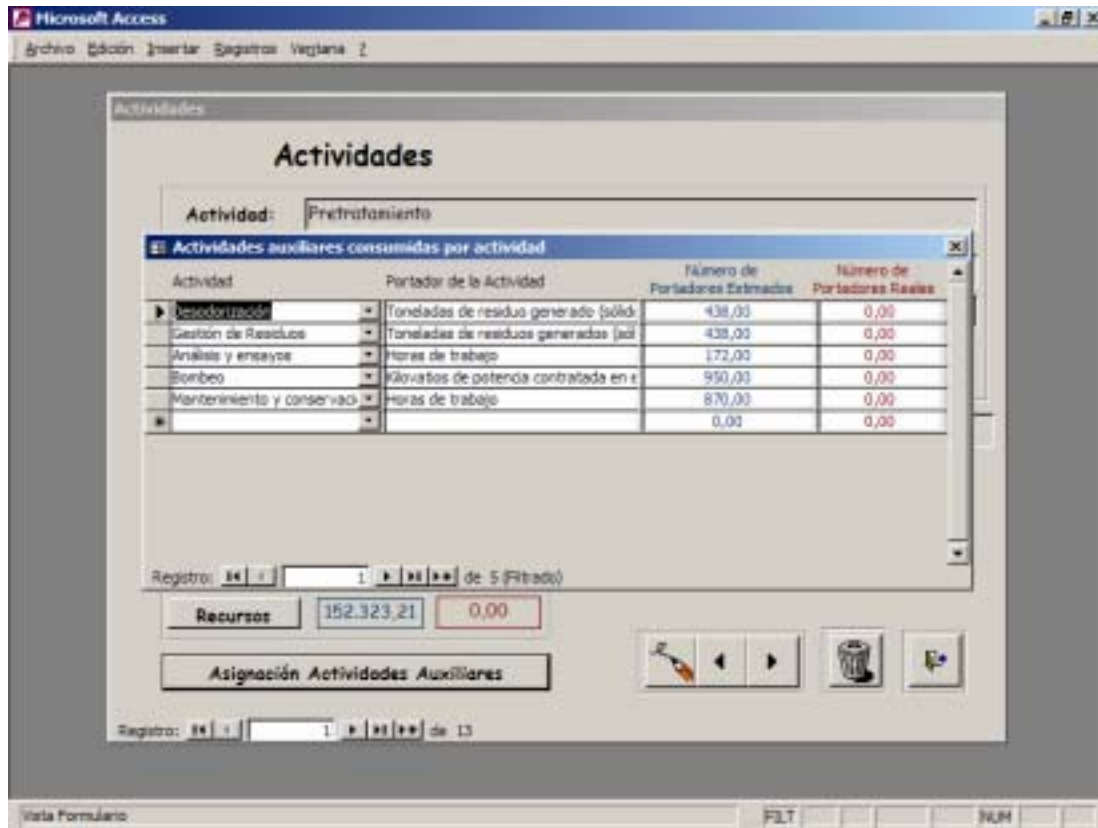 Microsoft Access
Archivo Edición Insertar Registros Ventana ?
Actividades
Actividades
Actividad: Pretratamiento
Actividades auxiliares consumidas por actividad
Actividad Portador de la Actividad Número de Portadores Estimados Número de Portadores Reales
Desodorización Toneladas de residuo generado (sólid 438,00 0,00
Gestión de Residuos Toneladas de residuos generados (sól 438,00 0,00
Análisis y ensayos Horas de trabajo 172,00 0,00
Bombeo Kilovatios de potencia contratada en e 950,00 0,00
Mantenimiento y conservaci Horas de trabajo 870,00 0,00
0,00 0,00
Registro: 1 de 5 (Filtrado)
Recursos 152.323,21 0,00
Asignación Actividades Auxiliares
Registro: 1 de 13
Vista Formulario FILT NUM